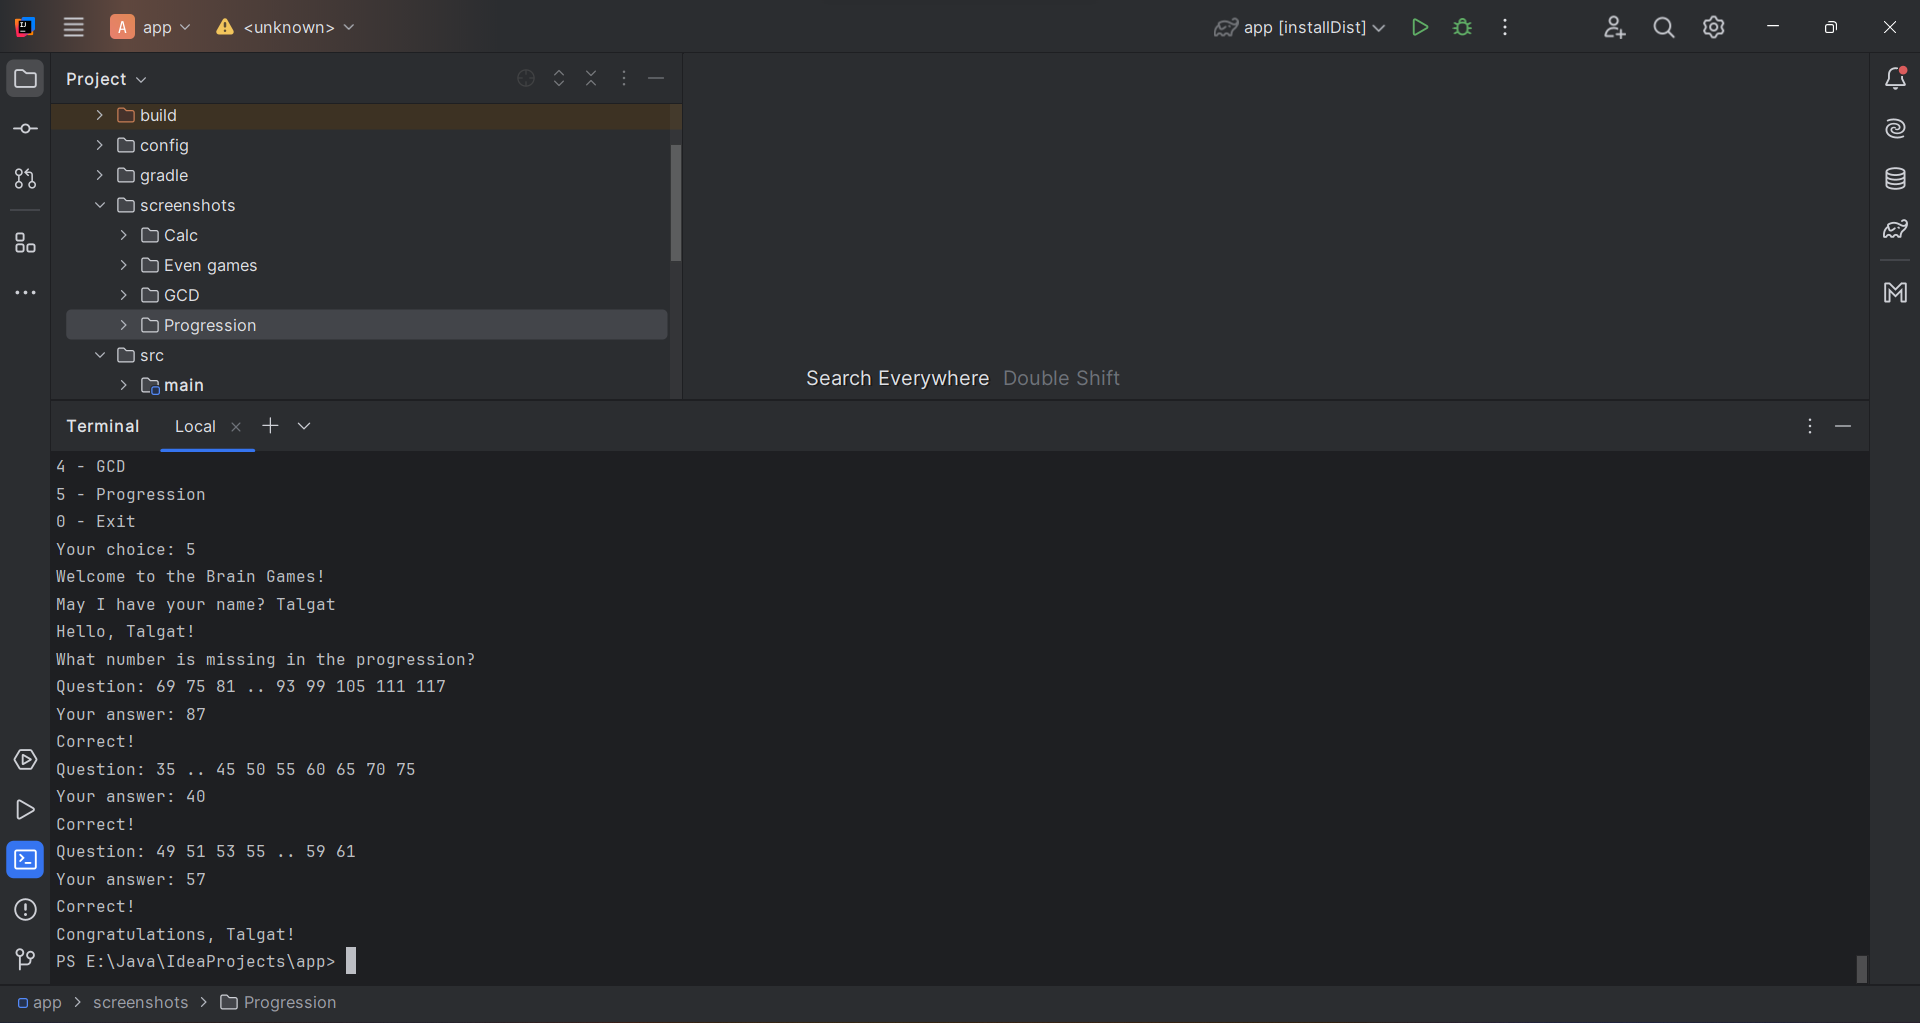 A app <unknown> app [installDist]
Project
build
config
gradle
screenshots
Calc
Even games
GCD
Progression
src
main
Search Everywhere Double Shift
Terminal Local
4 - GCD
5 - Progression
0 - Exit
Your choice: 5
Welcome to the Brain Games!
May I have your name? Talgat
Hello, Talgat!
What number is missing in the progression?
Question: 69 75 81 .. 93 99 105 111 117
Your answer: 87
Correct!
Question: 35 .. 45 50 55 60 65 70 75
Your answer: 40
Correct!
Question: 49 51 53 55 .. 59 61
Your answer: 57
Correct!
Congratulations, Talgat!
PS E:\Java\IdeaProjects\app>
app > screenshots > Progression